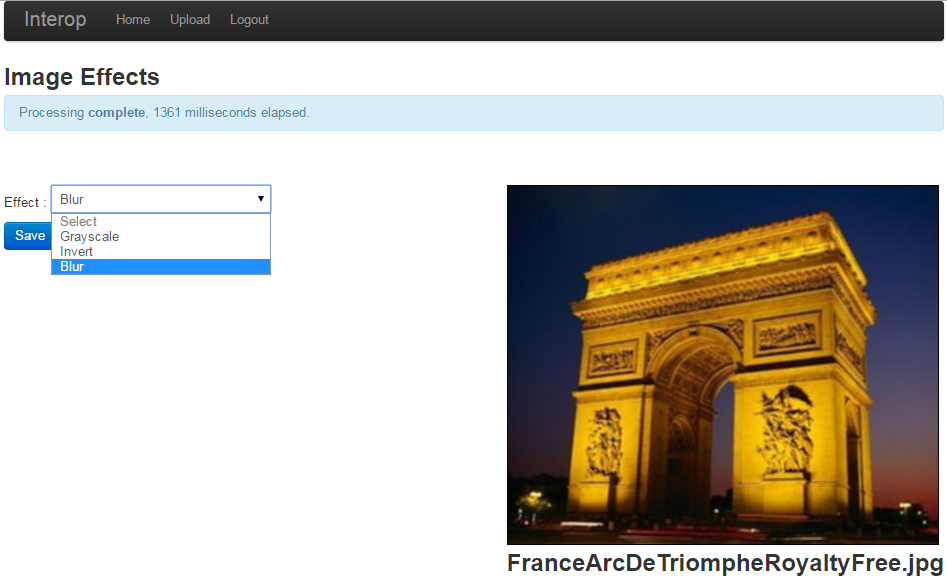 Interop Home Upload Logout
Image Effects
Processing complete, 1361 milliseconds elapsed.
Effect : Blur
Select
Grayscale
Invert
Blur
Save
FranceArcDeTriompheRoyaltyFree.jpg